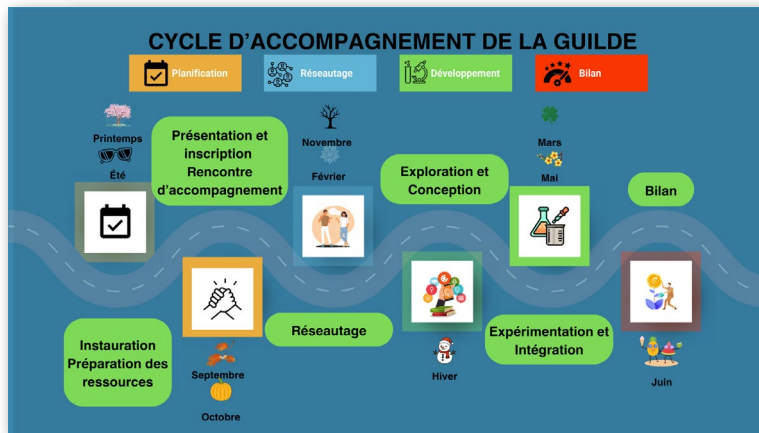 CYCLE D'ACCOMPAGNEMENT DE LA GUILDE
Planification
Réseautage
Développement
Bilan
Printemps
Été
Présentation et
inscription
Rencontre
d'accompagnement
Novembre
Février
Exploration et
Conception
Mars
Mai
Bilan
Instauration
Préparation des
ressources
Septembre
Octobre
Réseautage
Hiver
Expérimentation et
Intégration
Juin